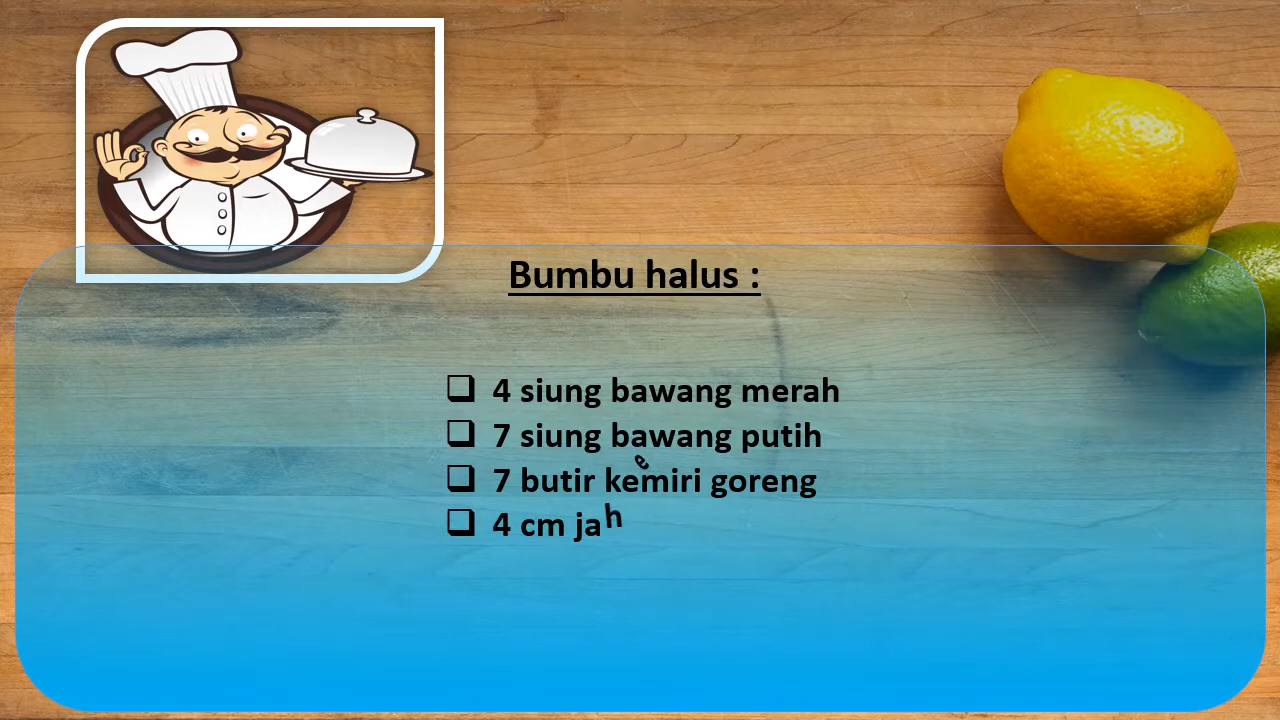 Bumbu halus :
❑ 4 siung bawang merah
❑ 7 siung bawang putih
❑ 7 butir kemiri goreng
❑ 4 cm jah